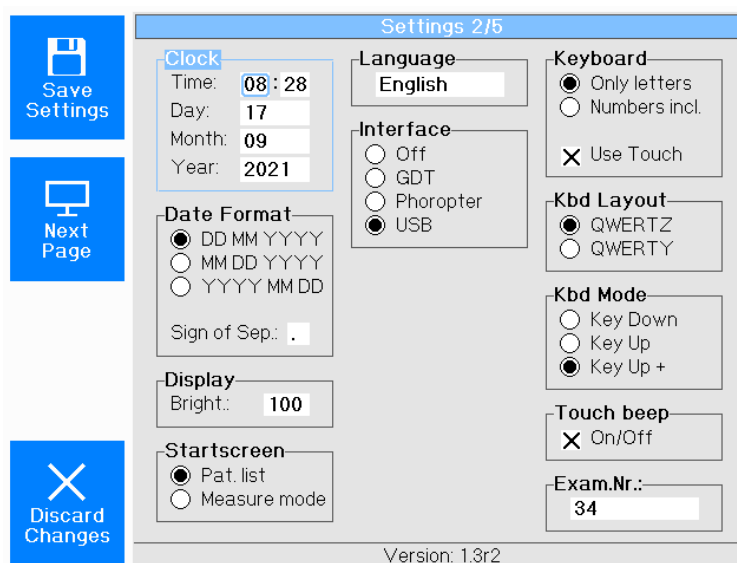 Settings 2/5
Save
Settings
Next
Page
Discard
Changes
Clock
Time: 08 : 28
Day: 17
Month: 09
Year: 2021
Date Format
DD MM YYYY
MM DD YYYY
YYYY MM DD
Sign of Sep.: .
Display
Bright.: 100
Startscreen
Pat. list
Measure mode
Language
English
Interface
Off
GDT
Phoropter
USB
Keyboard
Only letters
Numbers incl.
Use Touch
Kbd Layout
QWERTZ
QWERTY
Kbd Mode
Key Down
Key Up
Key Up +
Touch beep
On/Off
Exam.Nr.:
34
Version: 1.3r2